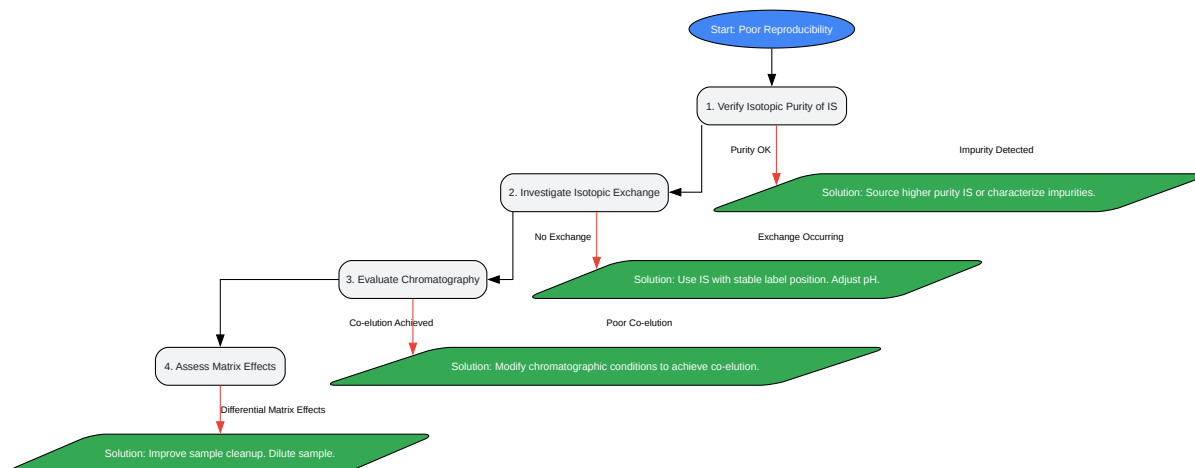 Start: Poor Reproducibility
1. Verify Isotopic Purity of IS
Purity OK
Impurity Detected
2. Investigate Isotopic Exchange
Solution: Source higher purity IS or characterize impurities.
No Exchange
Exchange Occurring
3. Evaluate Chromatography
Solution: Use IS with stable label position. Adjust pH.
Co-elution Achieved
Poor Co-elution
4. Assess Matrix Effects
Solution: Modify chromatographic conditions to achieve co-elution.
Differential Matrix Effects
Solution: Improve sample cleanup. Dilute sample.